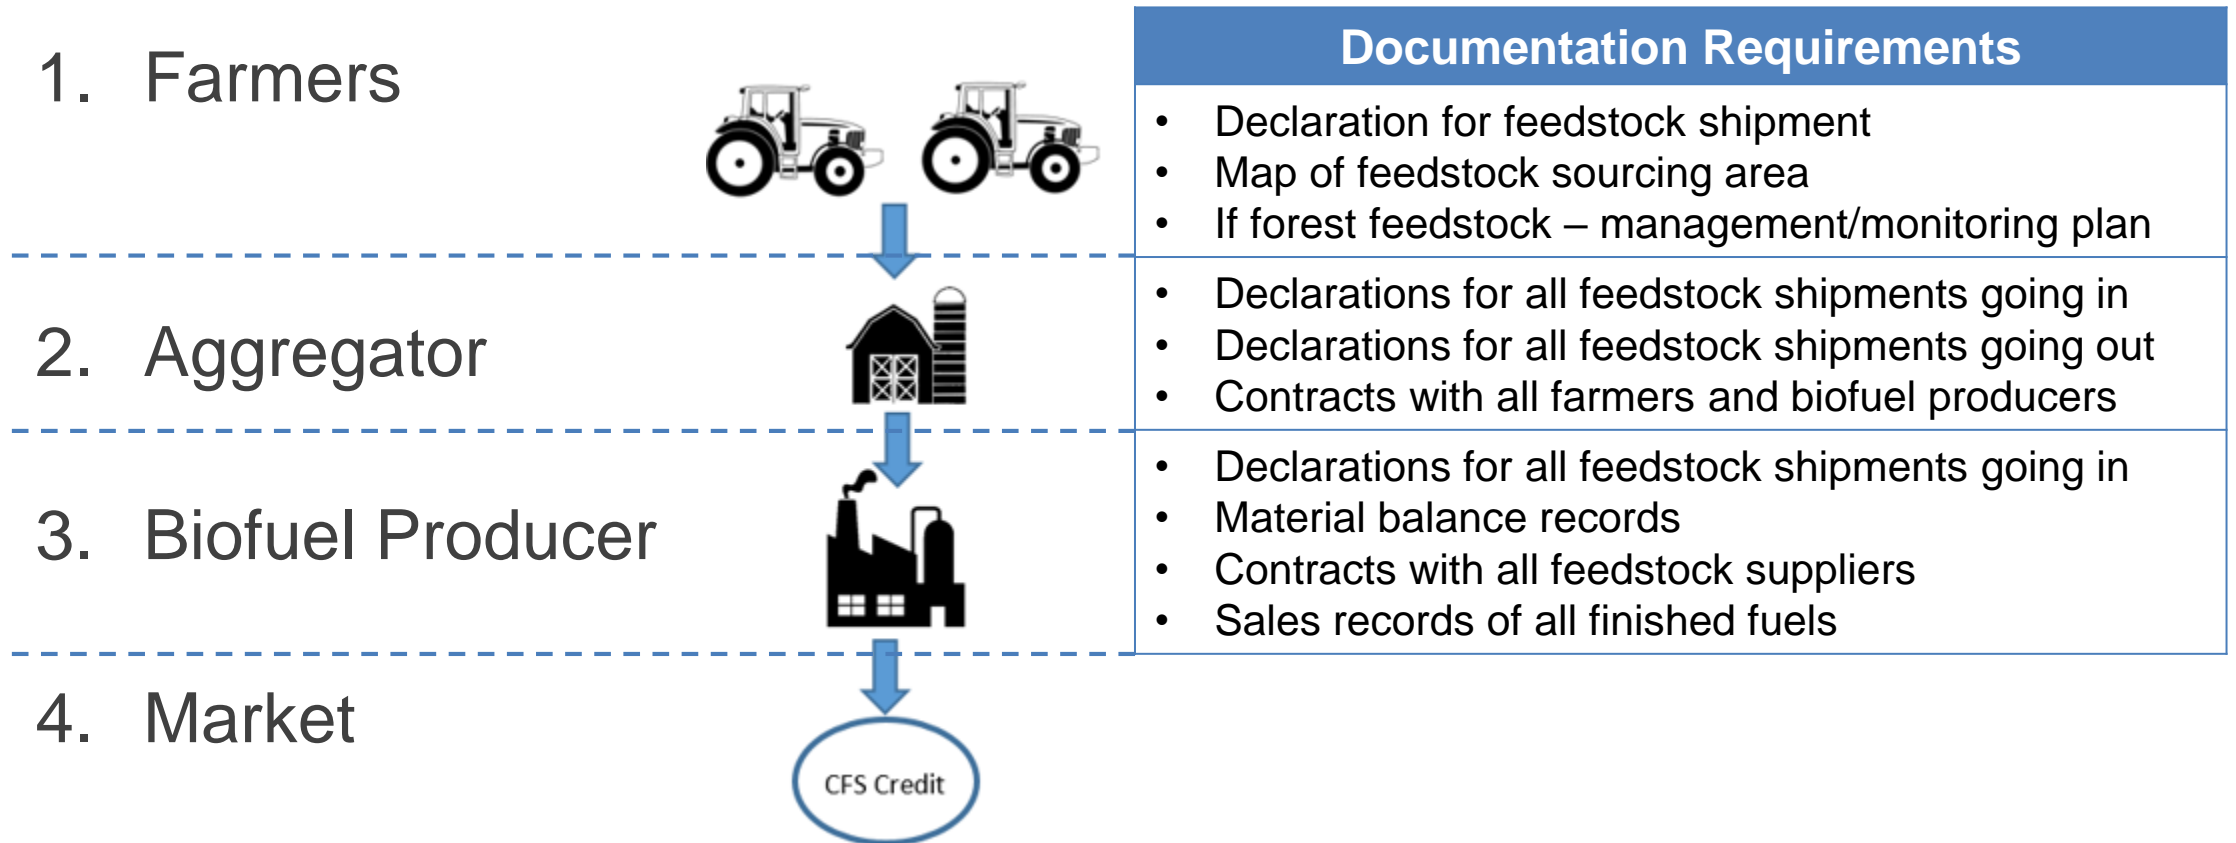 Documentation Requirements
1. Farmers
• Declaration for feedstock shipment
• Map of feedstock sourcing area
• If forest feedstock – management/monitoring plan
2. Aggregator
• Declarations for all feedstock shipments going in
• Declarations for all feedstock shipments going out
• Contracts with all farmers and biofuel producers
3. Biofuel Producer
• Declarations for all feedstock shipments going in
• Material balance records
• Contracts with all feedstock suppliers
• Sales records of all finished fuels
4. Market
CFS Credit